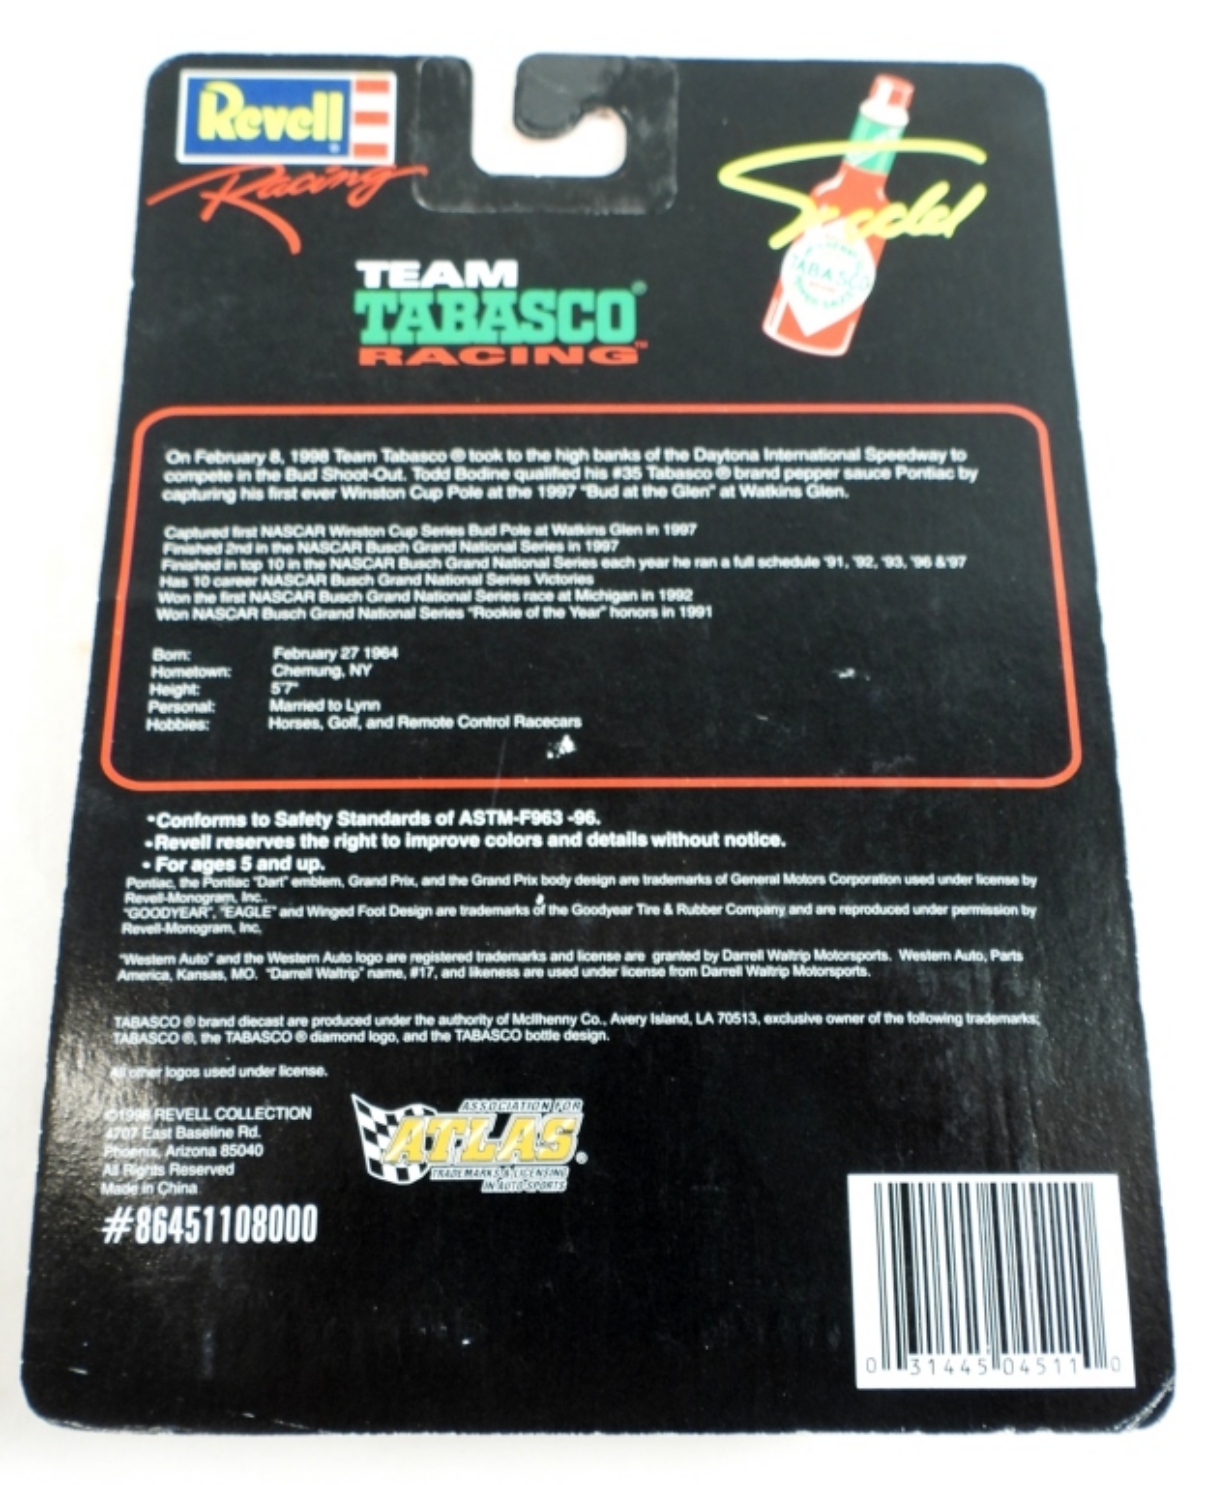 Revell
Racing
TEAM
TABASCO®
RACING™
TABASCO
On February 8, 1998 Team Tabasco ® took to the high banks of the Daytona International Speedway to
compete in the Bud Shoot-Out. Todd Bodine qualified his #35 Tabasco ® brand pepper sauce Pontiac by
capturing his first ever Winston Cup Pole at the 1997 "Bud at the Glen" at Watkins Glen.
Captured first NASCAR Winston Cup Series Bud Pole at Watkins Glen in 1997
Finished 2nd in the NASCAR Busch Grand National Series in 1997
Finished in top 10 in the NASCAR Busch Grand National Series each year he ran a full schedule '91, '92, '93, '96 &'97
Has 10 career NASCAR Busch Grand National Series Victories
Won the first NASCAR Busch Grand National Series race at Michigan in 1992
Won NASCAR Busch Grand National Series "Rookie of the Year" honors in 1991
Born: February 27 1964
Hometown: Chemung, NY
Height: 5'7"
Personal: Married to Lynn
Hobbies: Horses, Golf, and Remote Control Racecars
•Conforms to Safety Standards of ASTM-F963 -96.
•Revell reserves the right to improve colors and details without notice.
• For ages 5 and up.
Pontiac, the Pontiac "Dart" emblem, Grand Prix, and the Grand Prix body design are trademarks of General Motors Corporation used under license by
Revell-Monogram, Inc..
"GOODYEAR", "EAGLE" and Winged Foot Design are trademarks of the Goodyear Tire & Rubber Company and are reproduced under permission by
Revell-Monogram, Inc.
"Western Auto" and the Western Auto logo are registered trademarks and license are granted by Darrell Waltrip Motorsports. Western Auto, Parts
America, Kansas, MO. "Darrell Waltrip" name, #17, and likeness are used under license from Darrell Waltrip Motorsports.
TABASCO ® brand diecast are produced under the authority of McIlhenny Co., Avery Island, LA 70513, exclusive owner of the following trademarks;
TABASCO ®, the TABASCO ® diamond logo, and the TABASCO bottle design.
All other logos used under license.
©1998 REVELL COLLECTION
4707 East Baseline Rd.
Phoenix, Arizona 85040
All Rights Reserved
Made in China
#86451108000
ASSOCIATION FOR
ATLAS®
TRADEMARKS & LICENSING
IN AUTO SPORTS
0 31445 04511 0